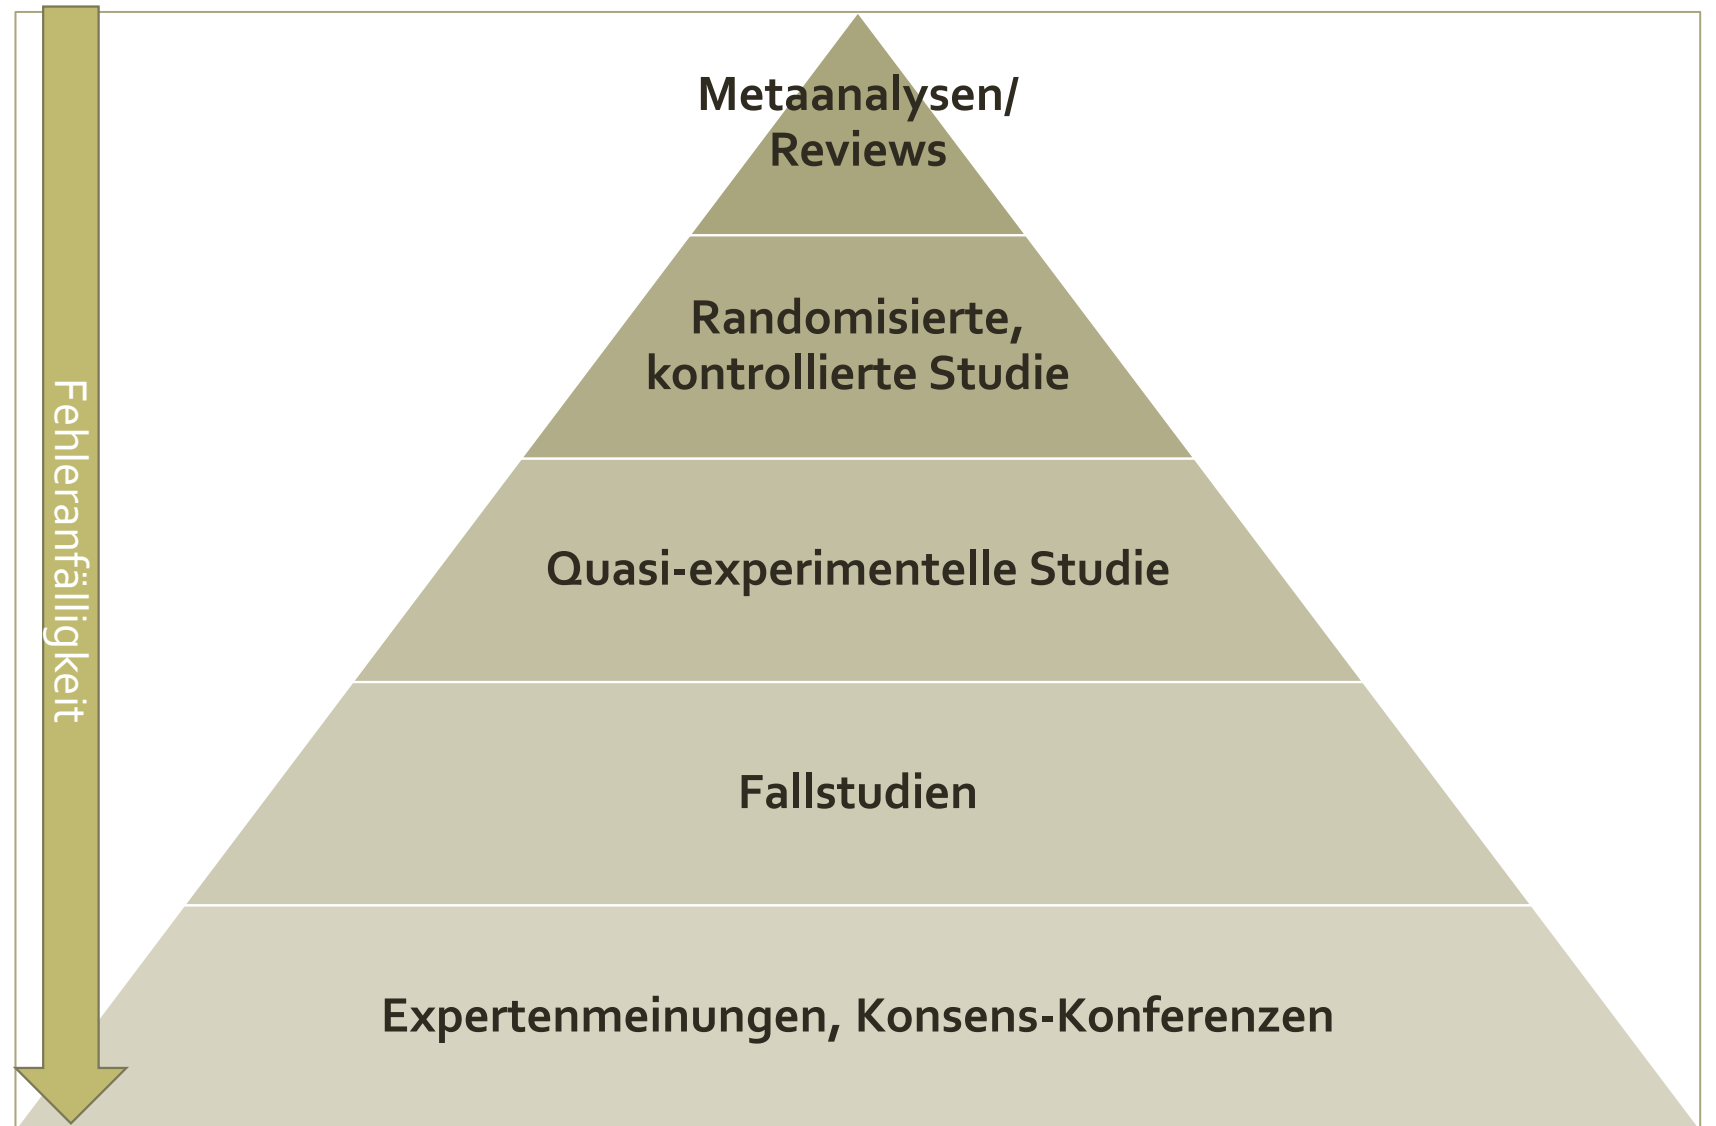 Metaanalysen/
Reviews
Randomisierte,
kontrollierte Studie
Quasi-experimentelle Studie
Fallstudien
Expertenmeinungen, Konsens-Konferenzen
Fehleranfälligkeit